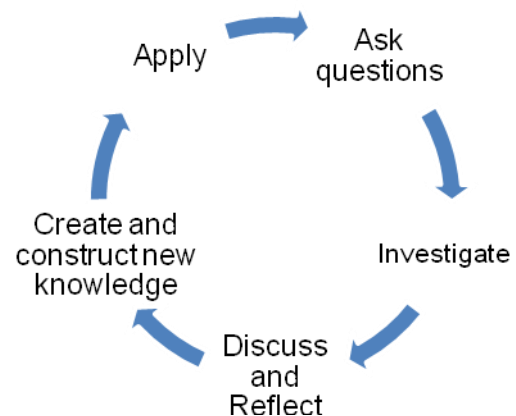 Apply
Ask
questions
Investigate
Discuss
and
Reflect
Create and
construct new
knowledge